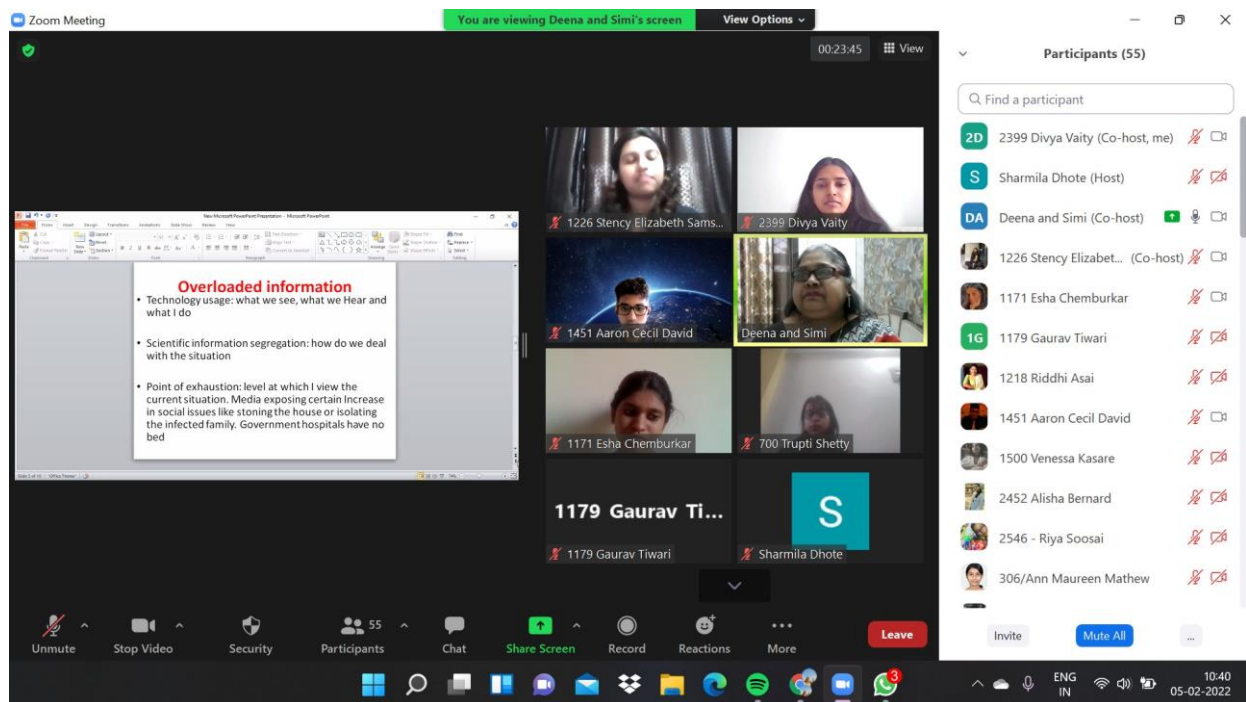 Zoom Meeting
You are viewing Deena and Simi's screen
View Options
00:23:45
View
New Microsoft PowerPoint Presentation - Microsoft PowerPoint
Overloaded information
• Technology usage: what we see, what we Hear and
what I do
• Scientific information segregation: how do we deal
with the situation
• Point of exhaustion: level at which I view the
current situation. Media exposing certain Increase
in social issues like stoning the house or isolating
the infected family. Government hospitals have no
bed
1226 Stency Elizabeth Sams...
2399 Divya Vaity
1451 Aaron Cecil David
Deena and Simi
1171 Esha Chemburkar
700 Trupti Shetty
1179 Gaurav Ti...
1179 Gaurav Tiwari
S
Sharmila Dhote
Participants (55)
Find a participant
2D 2399 Divya Vaity (Co-host, me)
S Sharmila Dhote (Host)
DA Deena and Simi (Co-host)
1226 Stency Elizabet... (Co-host)
1171 Esha Chemburkar
1G 1179 Gaurav Tiwari
1218 Riddhi Asai
1451 Aaron Cecil David
1500 Venessa Kasare
2452 Alisha Bernard
2546 - Riya Soosai
306/Ann Maureen Mathew
Invite
Mute All
...
Unmute
Stop Video
Security
55
Participants
Chat
Share Screen
Record
Reactions
More
Leave
3
ENG
IN
10:40
05-02-2022